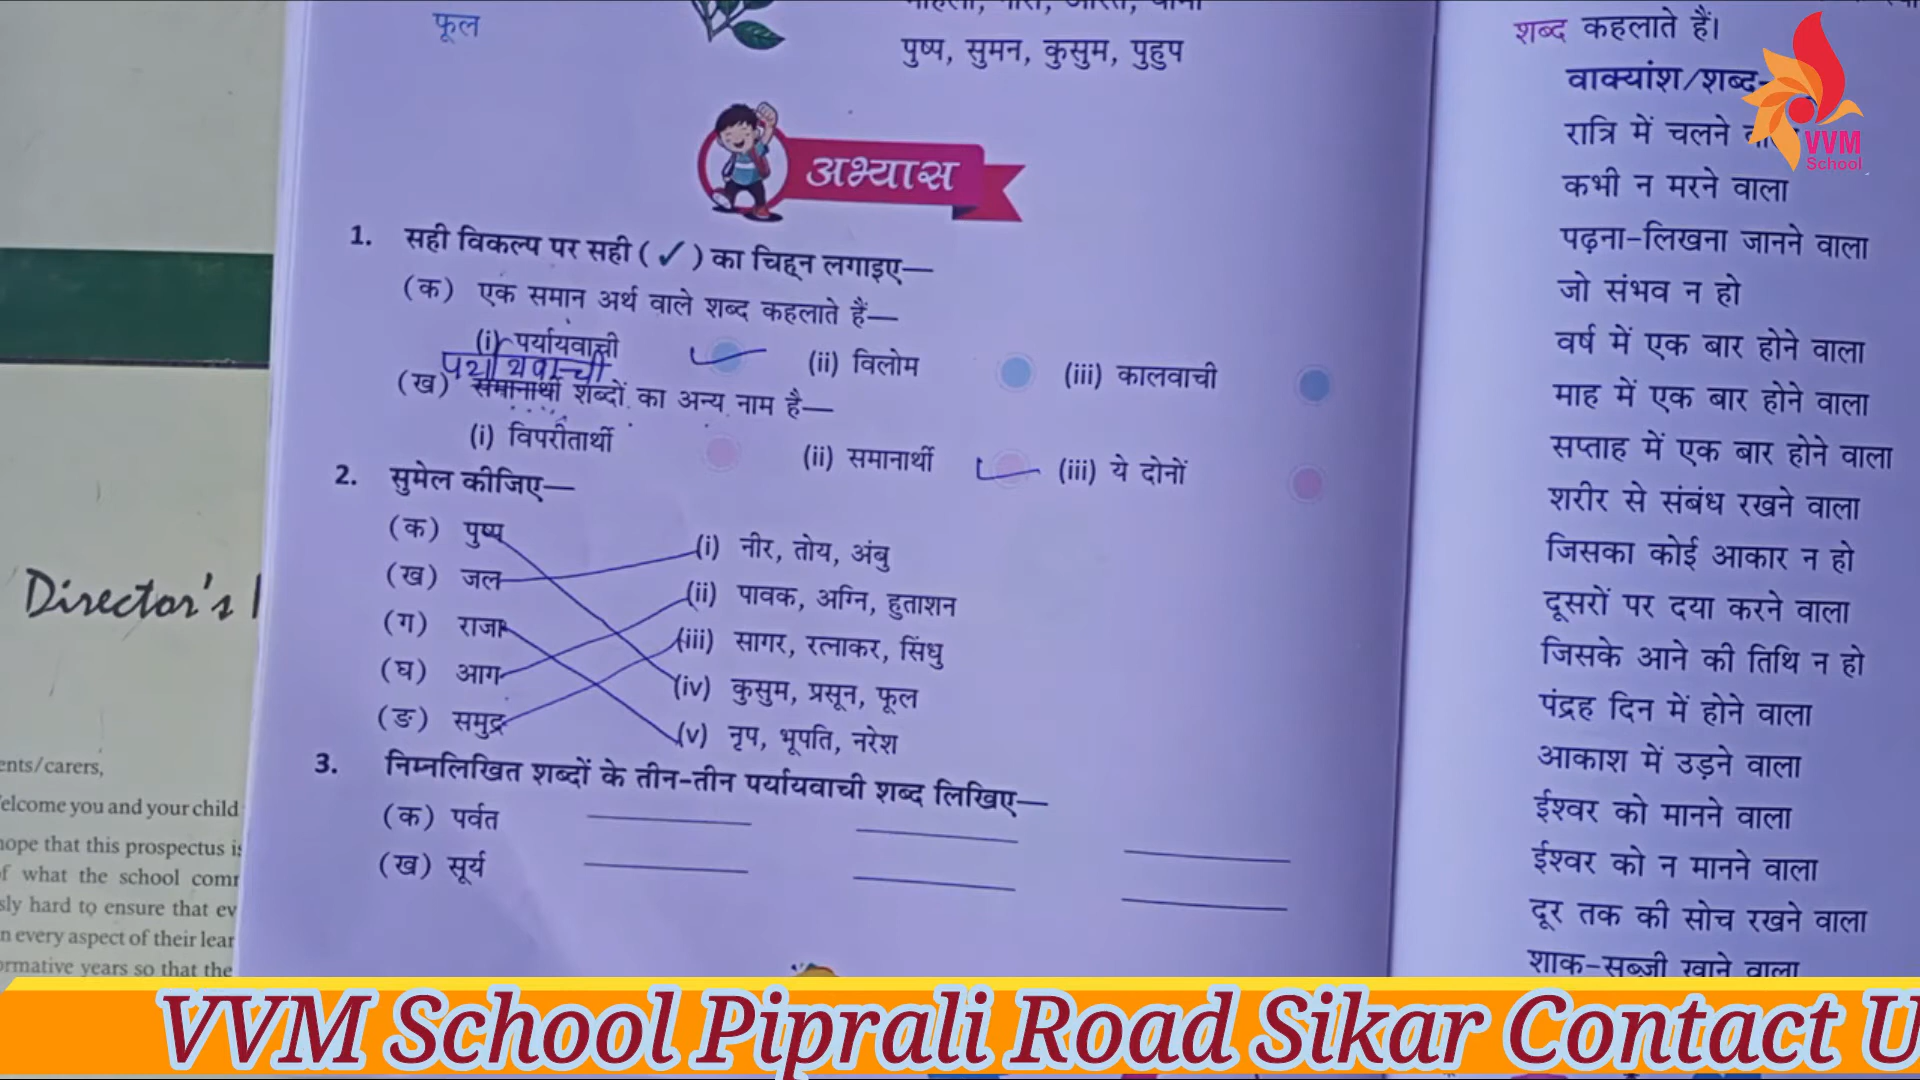 फूल
पुष्प, सुमन, कुसुम, पुहुप
अभ्यास
1. सही विकल्प पर सही ( ✓ ) का चिह्न लगाइए—
(क) एक समान अर्थ वाले शब्द कहलाते हैं—
(i) पर्यायवाची (ii) विलोम (iii) कालवाची
पर्यायवाची
(ख) समानार्थी शब्दों का अन्य नाम है—
(i) विपरीतार्थी (ii) समानार्थी (iii) ये दोनों
2. सुमेल कीजिए—
(क) पुष्प (i) नीर, तोय, अंबु
(ख) जल (ii) पावक, अग्नि, हुताशन
(ग) राजा (iii) सागर, रत्नाकर, सिंधु
(घ) आग (iv) कुसुम, प्रसून, फूल
(ङ) समुद्र (v) नृप, भूपति, नरेश
3. निम्नलिखित शब्दों के तीन-तीन पर्यायवाची शब्द लिखिए—
(क) पर्वत
(ख) सूर्य
शब्द कहलाते हैं।
वाक्यांश/शब्द-
रात्रि में चलने
कभी न मरने वाला
पढ़ना-लिखना जानने वाला
जो संभव न हो
वर्ष में एक बार होने वाला
माह में एक बार होने वाला
सप्ताह में एक बार होने वाला
शरीर से संबंध रखने वाला
जिसका कोई आकार न हो
दूसरों पर दया करने वाला
जिसके आने की तिथि न हो
पंद्रह दिन में होने वाला
आकाश में उड़ने वाला
ईश्वर को मानने वाला
ईश्वर को न मानने वाला
दूर तक की सोच रखने वाला
शाक-सब्जी खाने वाला
VVM
School
Director's
ents/carers,
elcome you and your child
hope that this prospectus is
of what the school
sly hard to ensure that ev
n every aspect of their lear
ormative years so that the
VVM School Piprali Road Sikar Contact U